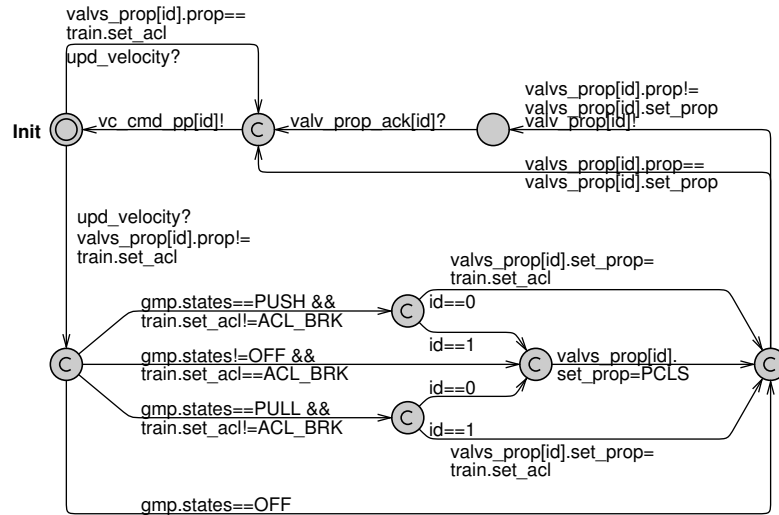 valvs_prop[id].prop==
train.set_acl
upd_velocity?
valvs_prop[id].prop!=
valvs_prop[id].set_prop
Init
vc_cmd_pp[id]!
C
valv_prop_ack[id]?
valv_prop[id]!
valvs_prop[id].prop==
valvs_prop[id].set_prop
upd_velocity?
valvs_prop[id].prop!=
train.set_acl
valvs_prop[id].set_prop=
train.set_acl
gmp.states==PUSH &&
train.set_acl!=ACL_BRK
C
id==0
id==1
C
gmp.states!=OFF &&
train.set_acl==ACL_BRK
C
valvs_prop[id].
set_prop=PCLS
C
id==0
gmp.states==PULL &&
train.set_acl!=ACL_BRK
C
id==1
valvs_prop[id].set_prop=
train.set_acl
gmp.states==OFF